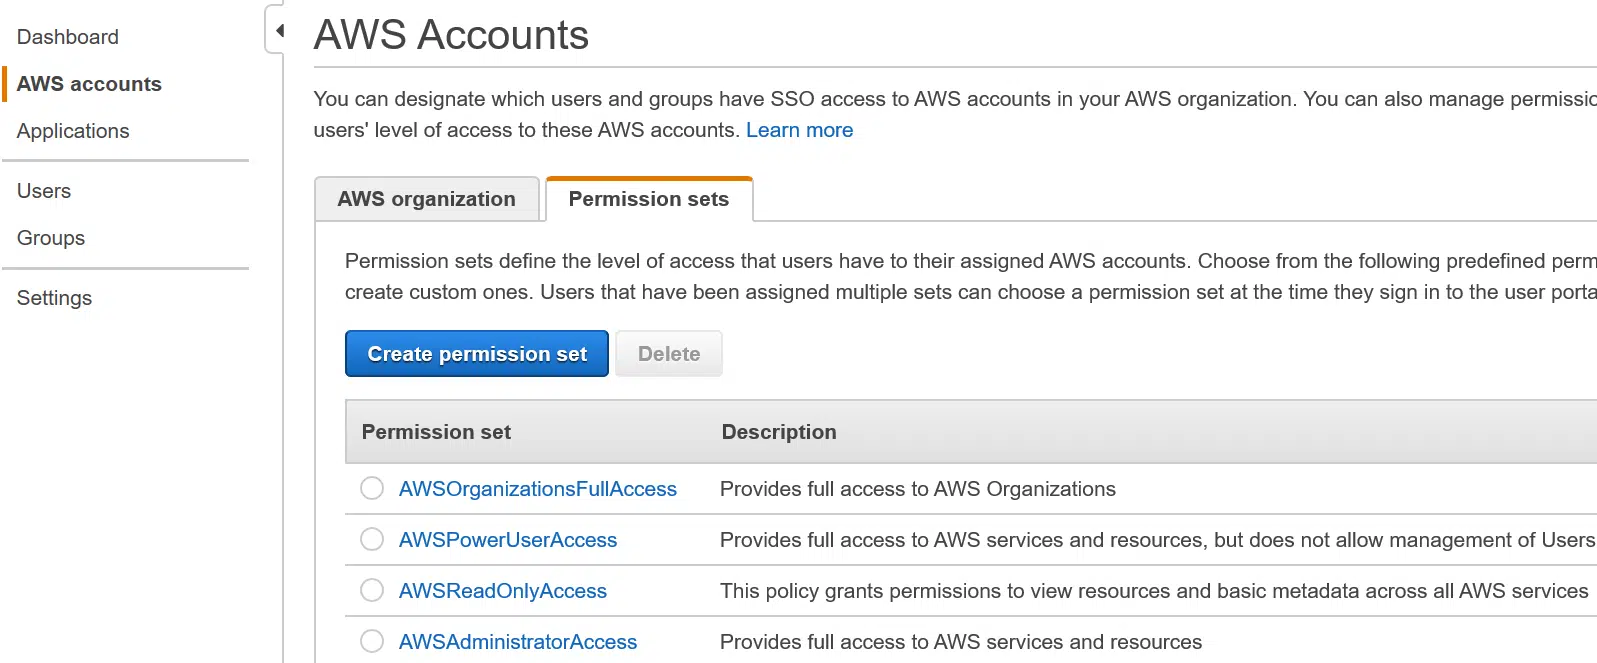 Dashboard
AWS accounts
Applications
Users
Groups
Settings
AWS Accounts
You can designate which users and groups have SSO access to AWS accounts in your AWS organization. You can also manage permissio
users' level of access to these AWS accounts. Learn more
AWS organization
Permission sets
Permission sets define the level of access that users have to their assigned AWS accounts. Choose from the following predefined perm
create custom ones. Users that have been assigned multiple sets can choose a permission set at the time they sign in to the user porta
Create permission set
Delete
Permission set Description
AWSOrganizationsFullAccess Provides full access to AWS Organizations
AWSPowerUserAccess Provides full access to AWS services and resources, but does not allow management of Users
AWSReadOnlyAccess This policy grants permissions to view resources and basic metadata across all AWS services
AWSAdministratorAccess Provides full access to AWS services and resources